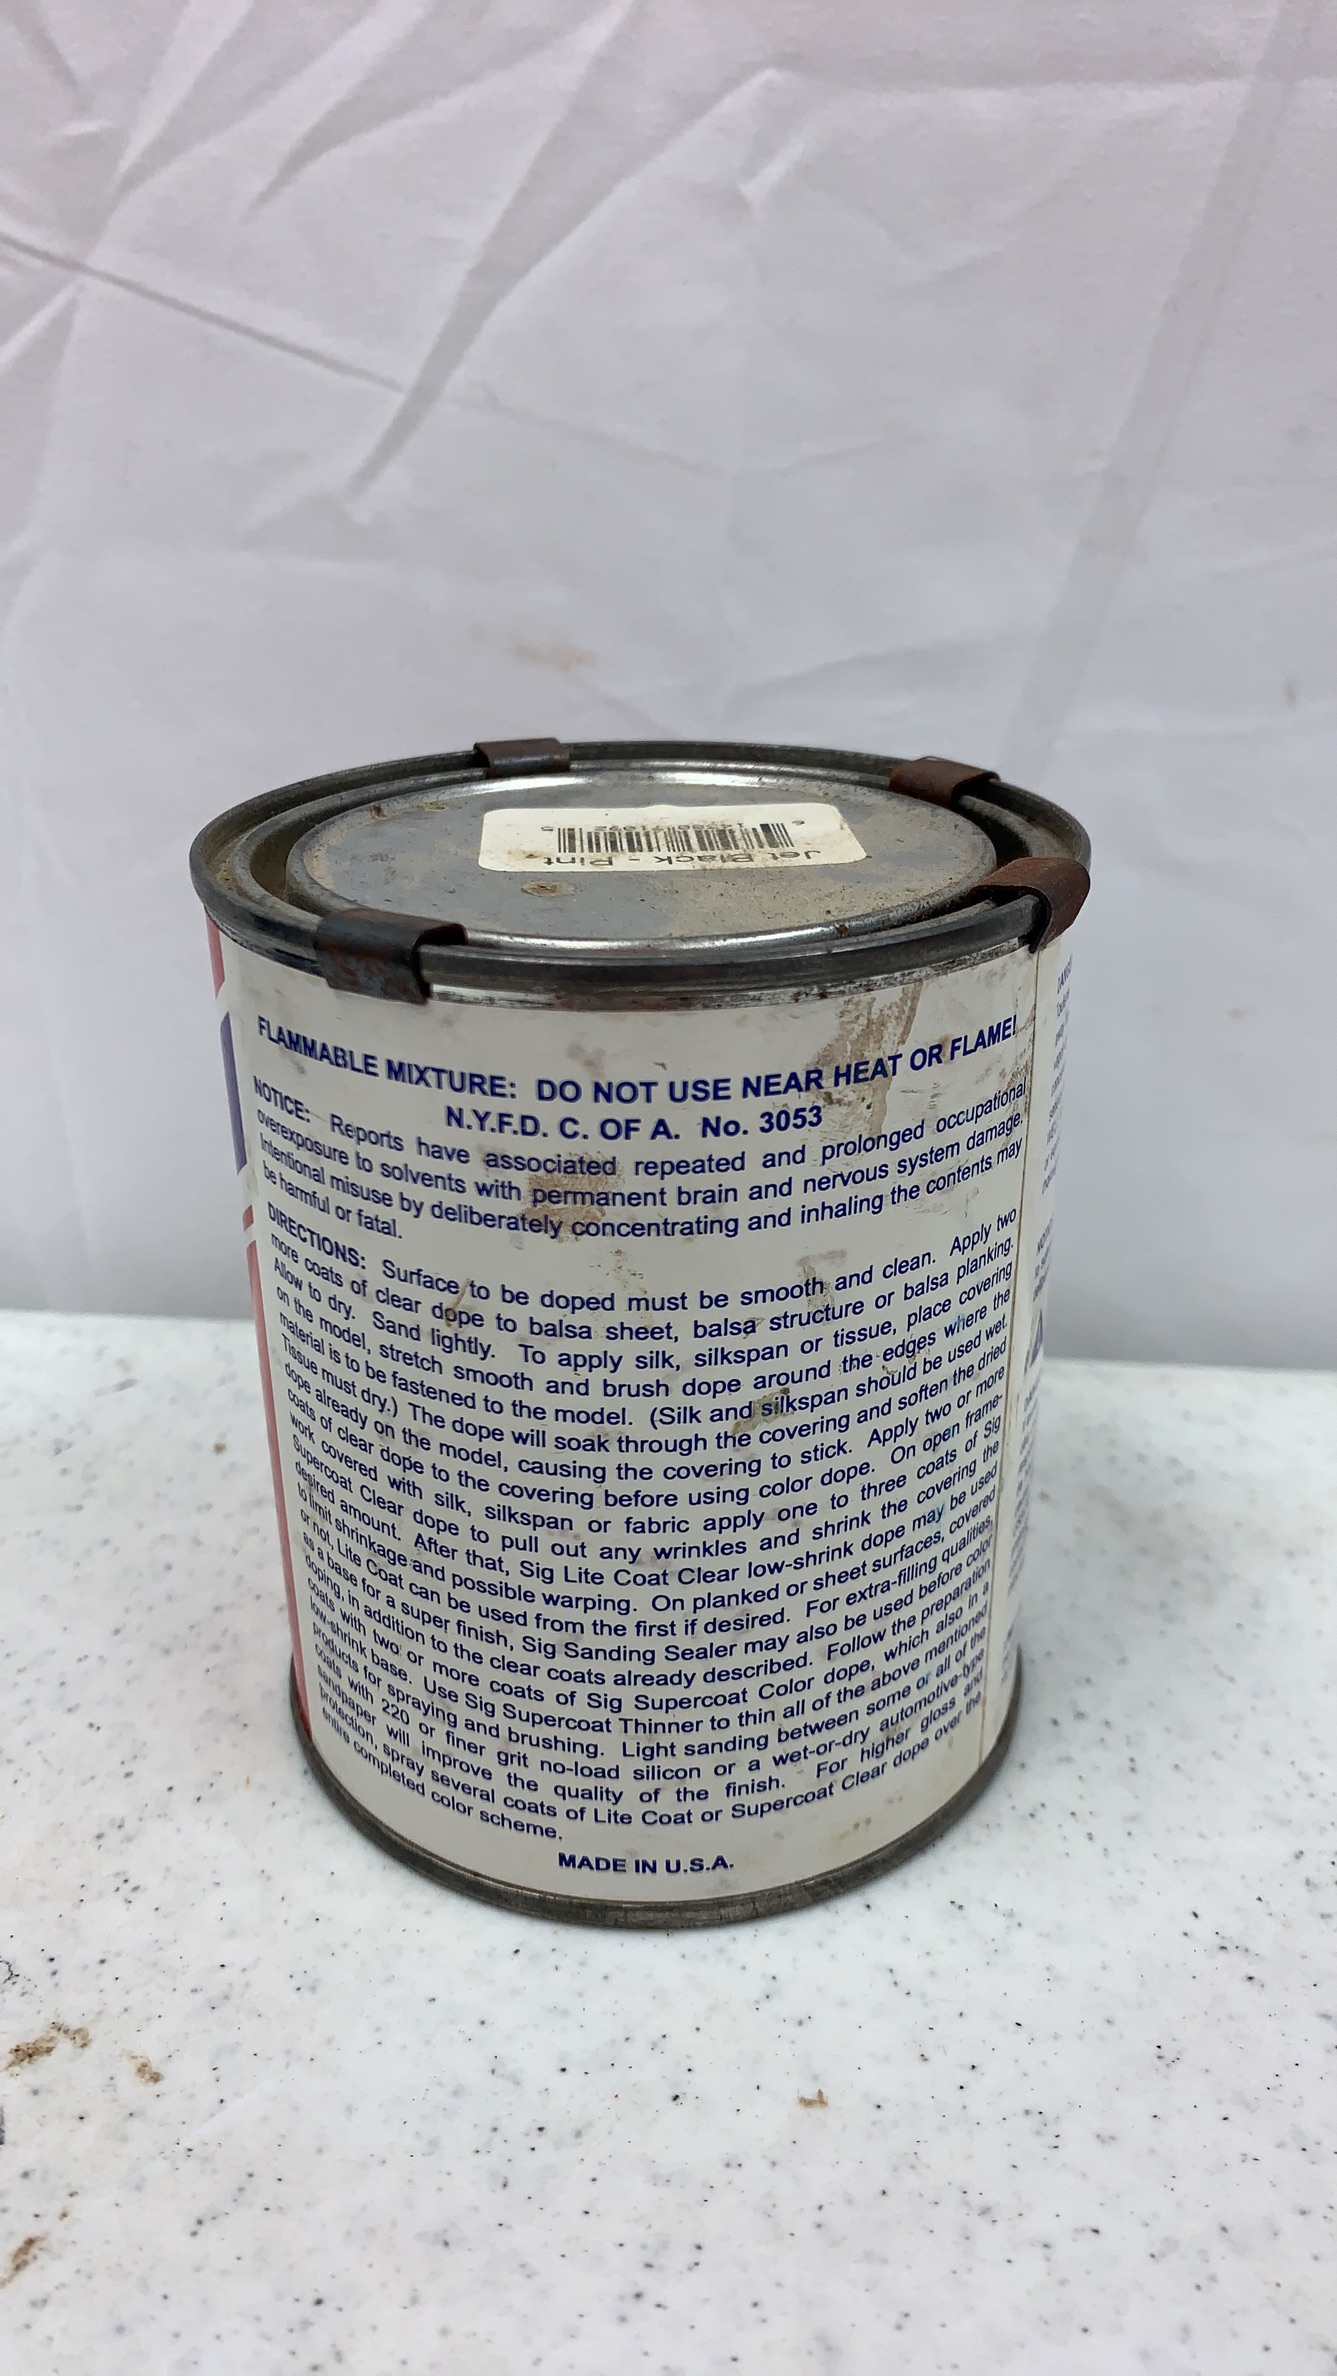 Jet Black - Pint
FLAMMABLE MIXTURE: DO NOT USE NEAR HEAT OR FLAME!
N.Y.F.D. C. OF A. No. 3053
NOTICE: Reports have associated repeated and prolonged occupational
overexposure to solvents with permanent brain and nervous system damage.
Intentional misuse by deliberately concentrating and inhaling the contents may
be harmful or fatal.
DIRECTIONS: Surface to be doped must be smooth and clean. Apply two
more coats of clear dope to balsa sheet, balsa structure or balsa planking.
Allow to dry. Sand lightly. To apply silk, silkspan or tissue, place covering
on the model, stretch smooth and brush dope around the edges where the
material is to be fastened to the model. (Silk and silkspan should be used wet.
Tissue must dry.) The dope will soak through the covering and soften the dried
dope already on the model, causing the covering to stick. Apply two or more
coats of clear dope to the covering before using color dope. On open frame-
work covered with silk, silkspan or fabric apply one to three coats of Sig
Supercoat Clear dope to pull out any wrinkles and shrink the covering the
desired amount. After that, Sig Lite Coat Clear low-shrink dope may be used
to limit shrinkage and possible warping. On planked or sheet surfaces, covered
or not, Lite Coat can be used from the first if desired. For extra-filling qualities,
as a base for a super finish, Sig Sanding Sealer may also be used before color
doping, in addition to the clear coats already described. Follow the preparation
coats with two or more coats of Sig Supercoat Color dope, which also in a
low-shrink base. Use Sig Supercoat Thinner to thin all of the above mentioned
products for spraying and brushing. Light sanding between some or all of the
coats with 220 or finer grit no-load silicon or a wet-or-dry automotive-type
sandpaper will improve the quality of the finish. For higher gloss and
protection, spray several coats of Lite Coat or Supercoat Clear dope over the
entire completed color scheme.
MADE IN U.S.A.